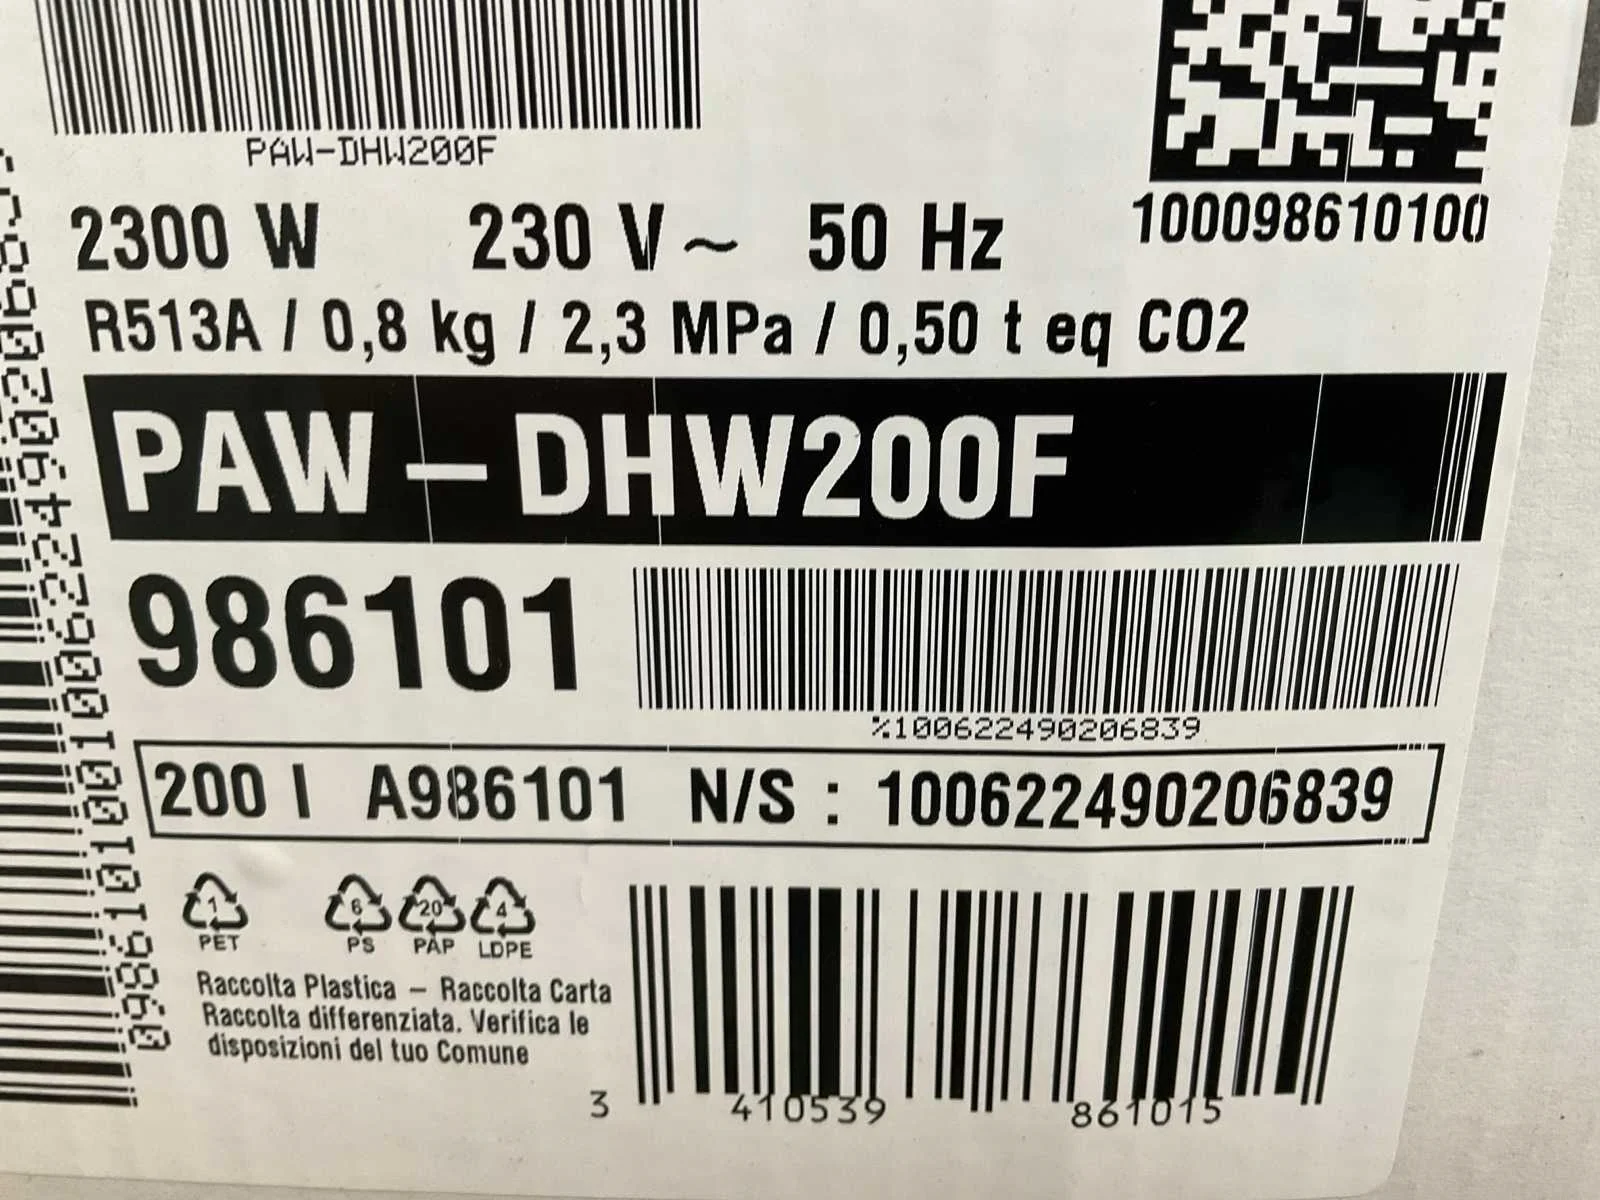 PAW-DHW200F
100098610100
2300 W 230 V ~ 50 Hz
R513A / 0,8 kg / 2,3 MPa / 0,50 t eq CO2
PAW-DHW200F
986101
%100622490206839
200 l A986101 N/S : 100622490206839
1 PET
6 PS
20 PAP
4 LDPE
Raccolta Plastica – Raccolta Carta
Raccolta differenziata. Verifica le
disposizioni del tuo Comune
3 410539 861015